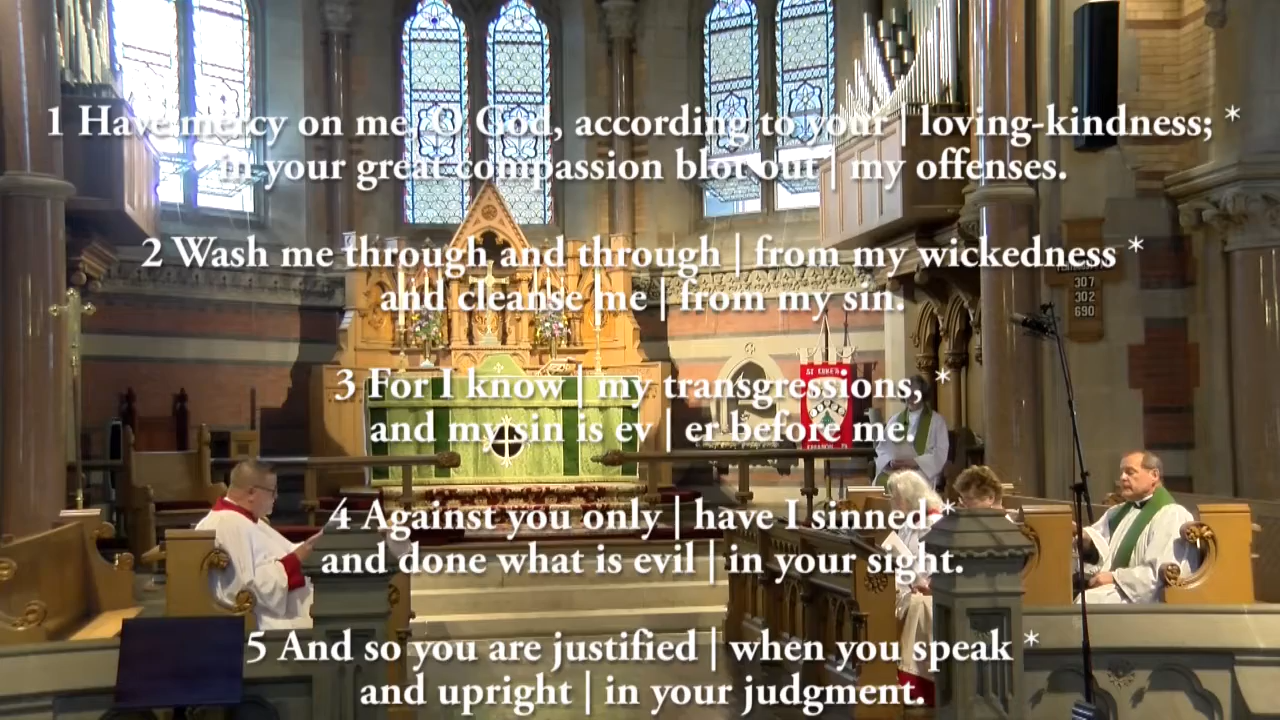 1 Have mercy on me, O God, according to your | loving-kindness; *
in your great compassion blot out | my offenses.
2 Wash me through and through | from my wickedness *
and cleanse me | from my sin.
307
302
690
3 For I know | my transgressions, *
and my sin is ev | er before me.
ST LUKE'S
4 Against you only | have I sinned *
and done what is evil | in your sight.
5 And so you are justified | when you speak *
and upright | in your judgment.